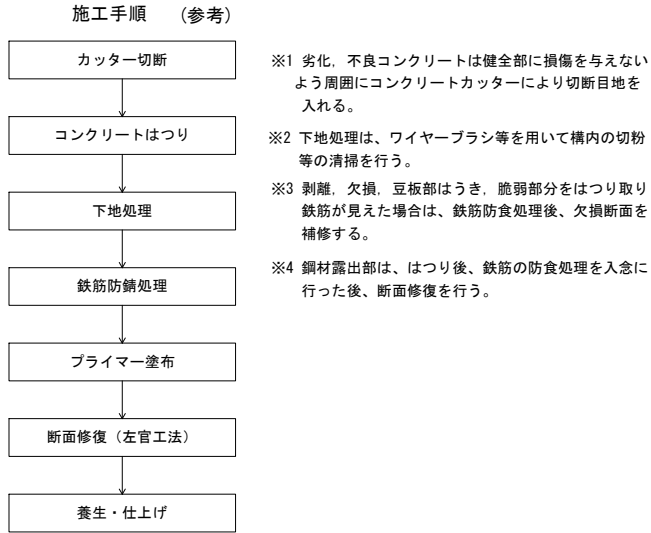 施工手順　(参考)
カッター切断
コンクリートはつり
下地処理
鉄筋防錆処理
プライマー塗布
断面修復（左官工法）
養生・仕上げ
※1 劣化，不良コンクリートは健全部に損傷を与えない
よう周囲にコンクリートカッターにより切断目地を
入れる。
※2 下地処理は、ワイヤーブラシ等を用いて構内の切粉
等の清掃を行う。
※3 剥離，欠損，豆板部はうき，脆弱部分をはつり取り
鉄筋が見えた場合は、鉄筋防食処理後、欠損断面を
補修する。
※4 鋼材露出部は、はつり後、鉄筋の防食処理を入念に
行った後、断面修復を行う。